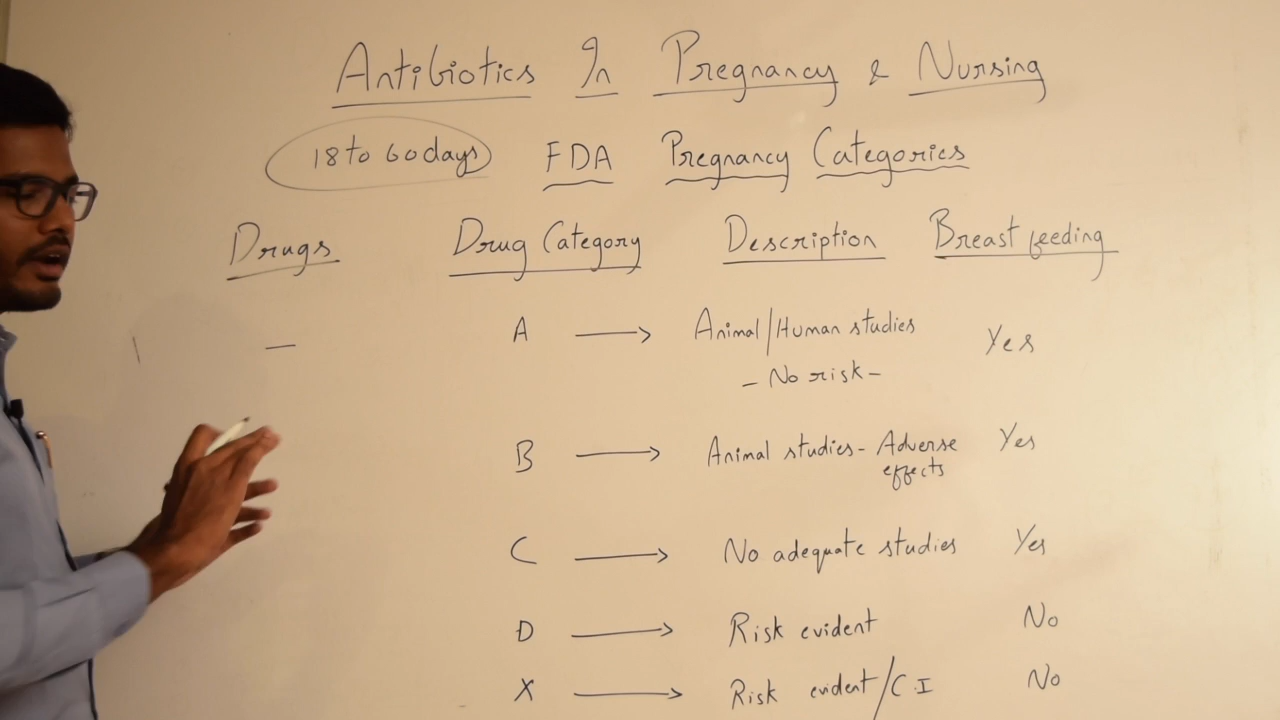 Antibiotics In Pregnancy & Nursing
18 to 60 days FDA Pregnancy Categories
Drugs Drug Category Description Breast feeding
— A → Animal/Human studies Yes
- No risk -
B → Animal studies - Adverse effects Yes
C → No adequate studies Yes
D → Risk evident No
X → Risk evident/C.I No